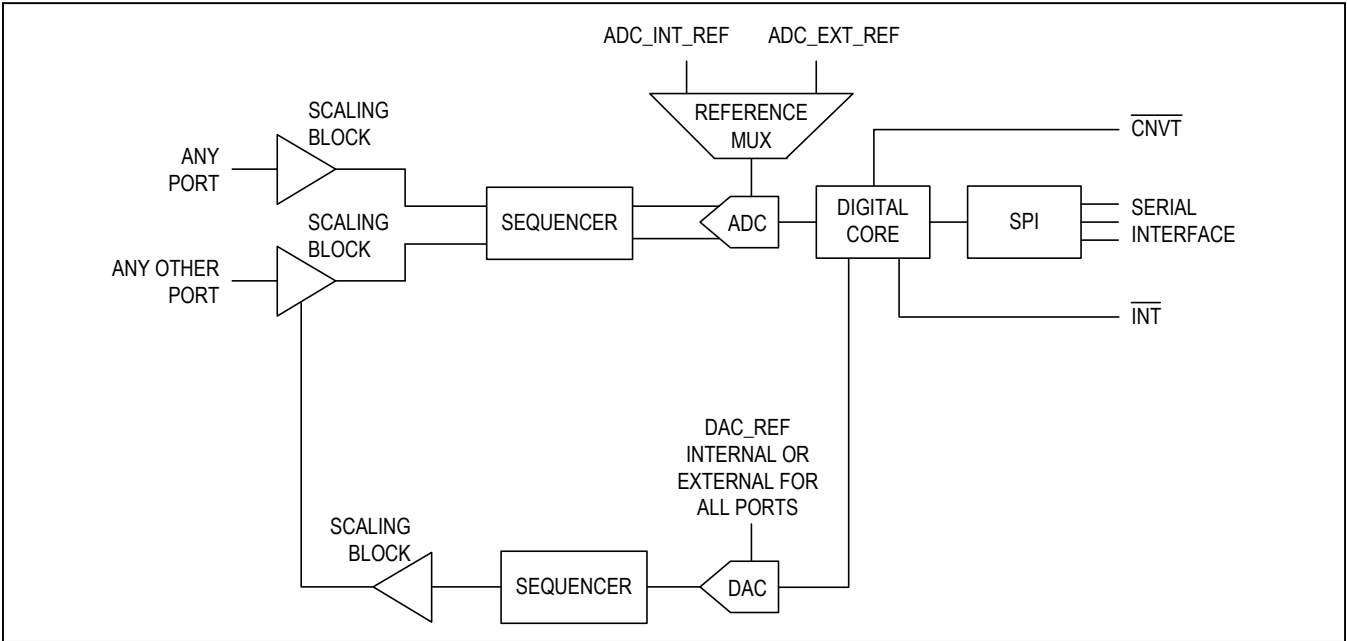 ADC_INT_REF
ADC_EXT_REF
REFERENCE
MUX
SCALING
BLOCK
ANY
PORT
SCALING
BLOCK
ANY OTHER
PORT
SEQUENCER
ADC
DIGITAL
CORE
SPI
CNVT
SERIAL
INTERFACE
INT
DAC_REF
INTERNAL OR
EXTERNAL FOR
ALL PORTS
SCALING
BLOCK
SEQUENCER
DAC